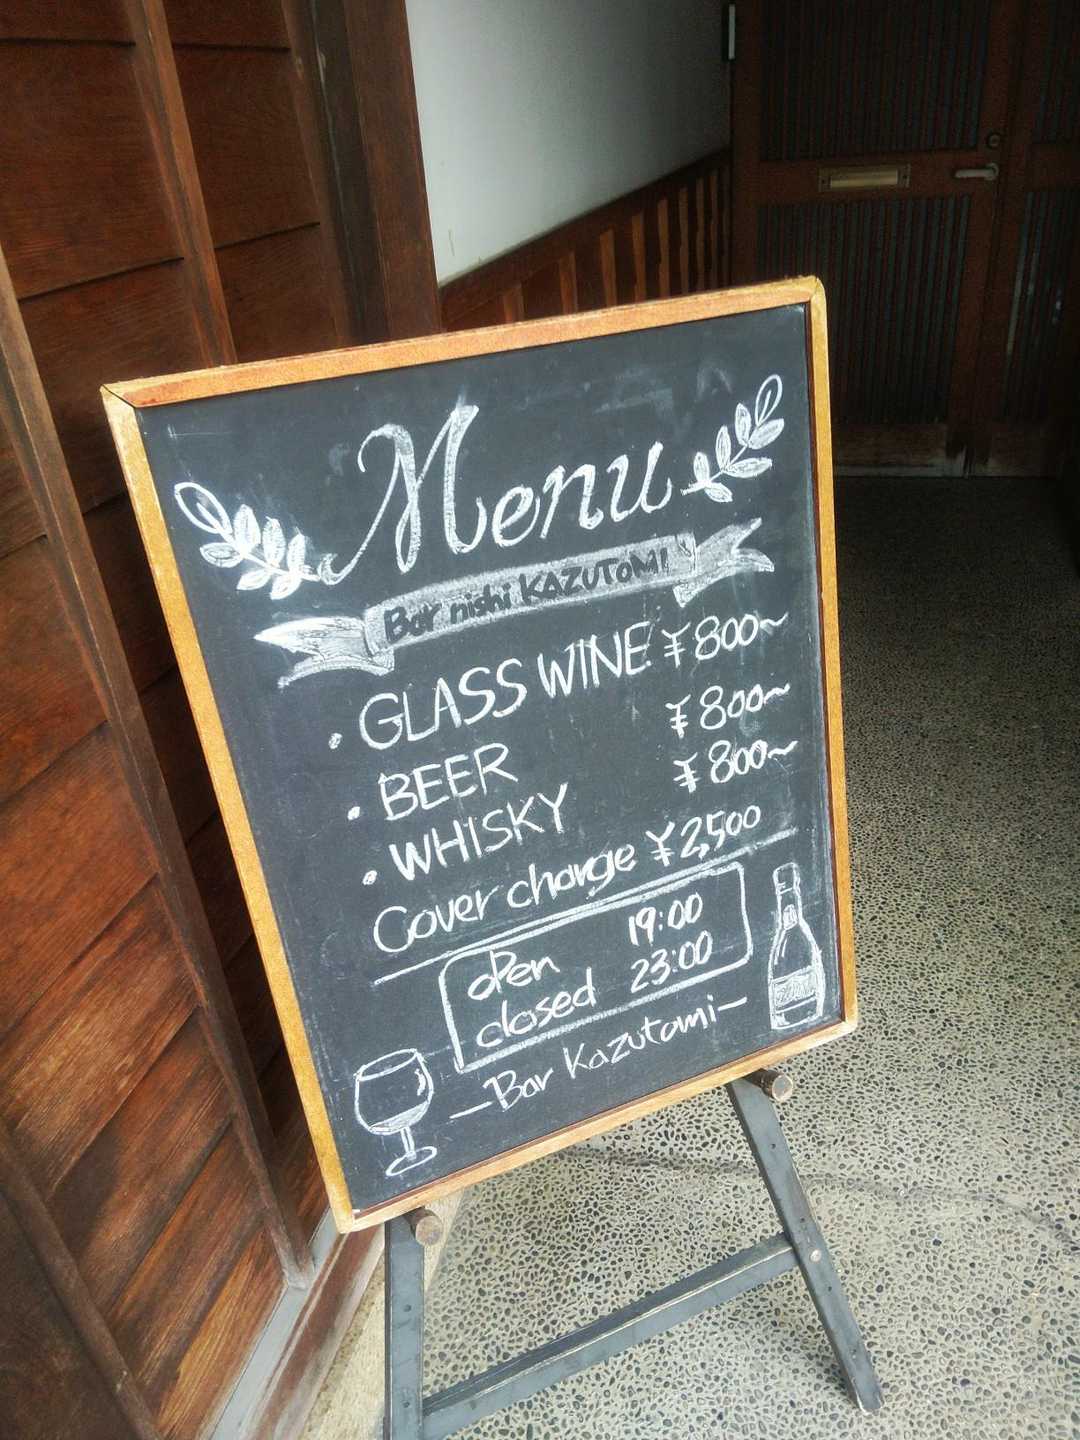 Menu
Bar nishi KAZUTOMI
・GLASS WINE ¥800~
・BEER ¥800~
・WHISKY ¥800~
Cover charge ¥2,500
open 19:00
closed 23:00
-Bar Kazutomi-